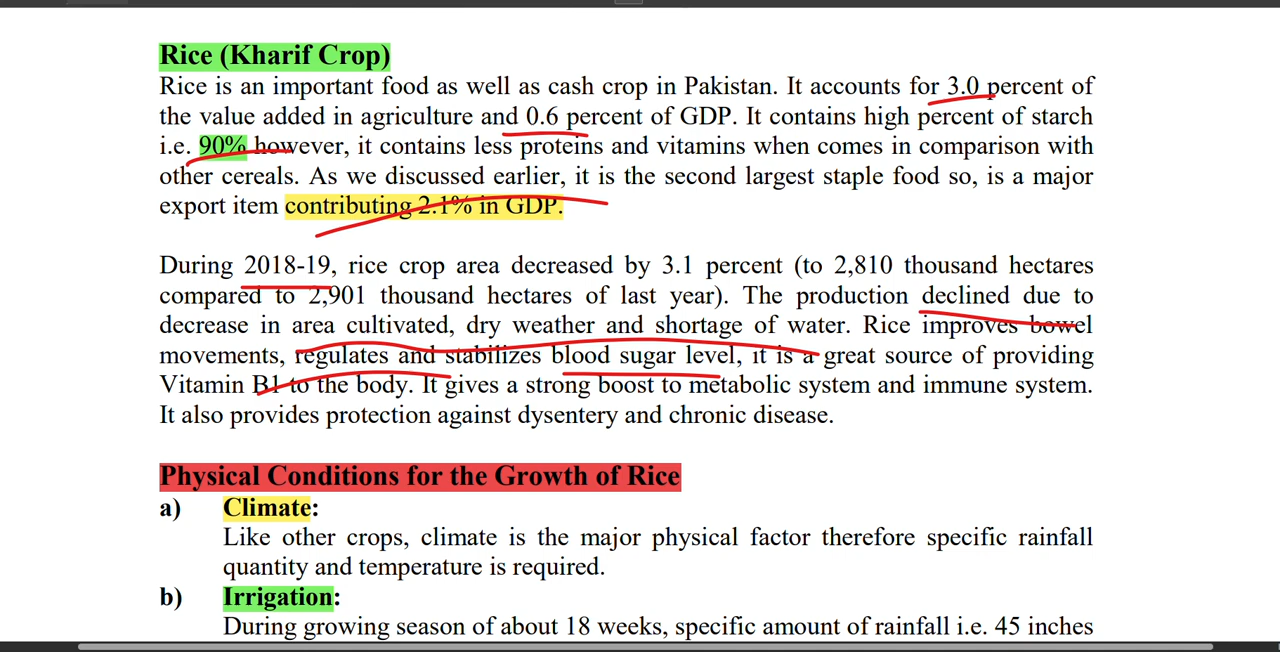 Rice (Kharif Crop)
Rice is an important food as well as cash crop in Pakistan. It accounts for 3.0 percent of
the value added in agriculture and 0.6 percent of GDP. It contains high percent of starch
i.e. 90% however, it contains less proteins and vitamins when comes in comparison with
other cereals. As we discussed earlier, it is the second largest staple food so, is a major
export item contributing 2.1% in GDP.
During 2018-19, rice crop area decreased by 3.1 percent (to 2,810 thousand hectares
compared to 2,901 thousand hectares of last year). The production declined due to
decrease in area cultivated, dry weather and shortage of water. Rice improves bowel
movements, regulates and stabilizes blood sugar level, it is a great source of providing
Vitamin B1 to the body. It gives a strong boost to metabolic system and immune system.
It also provides protection against dysentery and chronic disease.
Physical Conditions for the Growth of Rice
a) Climate:
Like other crops, climate is the major physical factor therefore specific rainfall
quantity and temperature is required.
b) Irrigation:
During growing season of about 18 weeks, specific amount of rainfall i.e. 45 inches